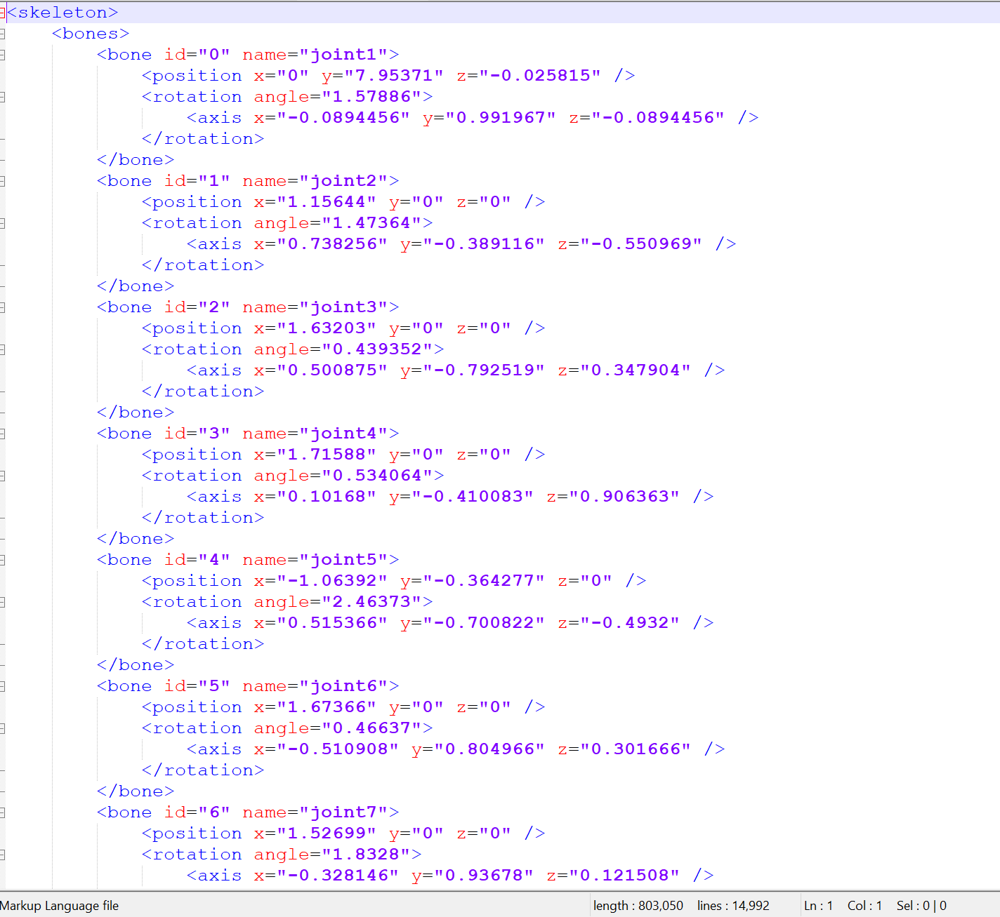 <skeleton>
<bones>
<bone id="0" name="joint1">
<position x="0" y="7.95371" z="-0.025815" />
<rotation angle="1.57886">
<axis x="-0.0894456" y="0.991967" z="-0.0894456" />
</rotation>
</bone>
<bone id="1" name="joint2">
<position x="1.15644" y="0" z="0" />
<rotation angle="1.47364">
<axis x="0.738256" y="-0.389116" z="-0.550969" />
</rotation>
</bone>
<bone id="2" name="joint3">
<position x="1.63203" y="0" z="0" />
<rotation angle="0.439352">
<axis x="0.500875" y="-0.792519" z="0.347904" />
</rotation>
</bone>
<bone id="3" name="joint4">
<position x="1.71588" y="0" z="0" />
<rotation angle="0.534064">
<axis x="0.10168" y="-0.410083" z="0.906363" />
</rotation>
</bone>
<bone id="4" name="joint5">
<position x="-1.06392" y="-0.364277" z="0" />
<rotation angle="2.46373">
<axis x="0.515366" y="-0.700822" z="-0.4932" />
</rotation>
</bone>
<bone id="5" name="joint6">
<position x="1.67366" y="0" z="0" />
<rotation angle="0.46637">
<axis x="-0.510908" y="0.804966" z="0.301666" />
</rotation>
</bone>
<bone id="6" name="joint7">
<position x="1.52699" y="0" z="0" />
<rotation angle="1.8328">
<axis x="-0.328146" y="0.93678" z="0.121508" />
Markup Language file length : 803,050 lines : 14,992 Ln : 1 Col : 1 Sel : 0 | 0